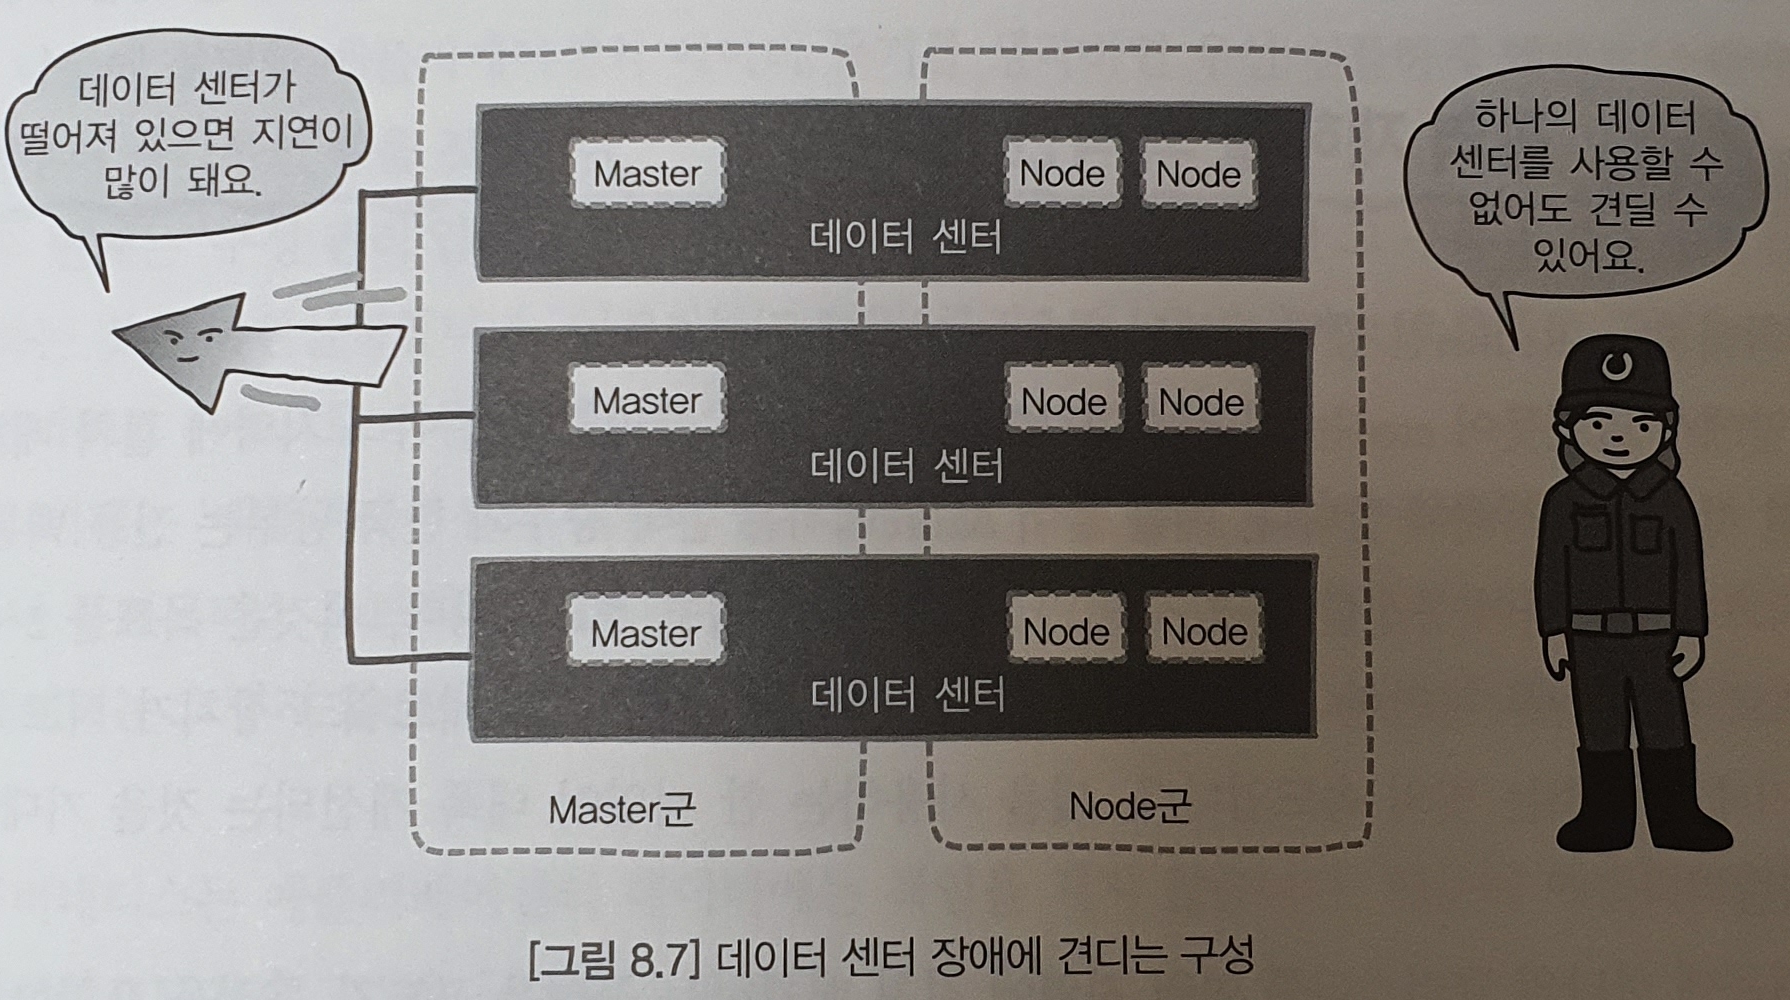 데이터 센터가
떨어져 있으면 지연이
많이 돼요.
하나의 데이터
센터를 사용할 수
없어도 견딜 수
있어요.
Master Node Node
데이터 센터
Master Node Node
데이터 센터
Master Node Node
데이터 센터
Master군 Node군
[그림 8.7] 데이터 센터 장애에 견디는 구성